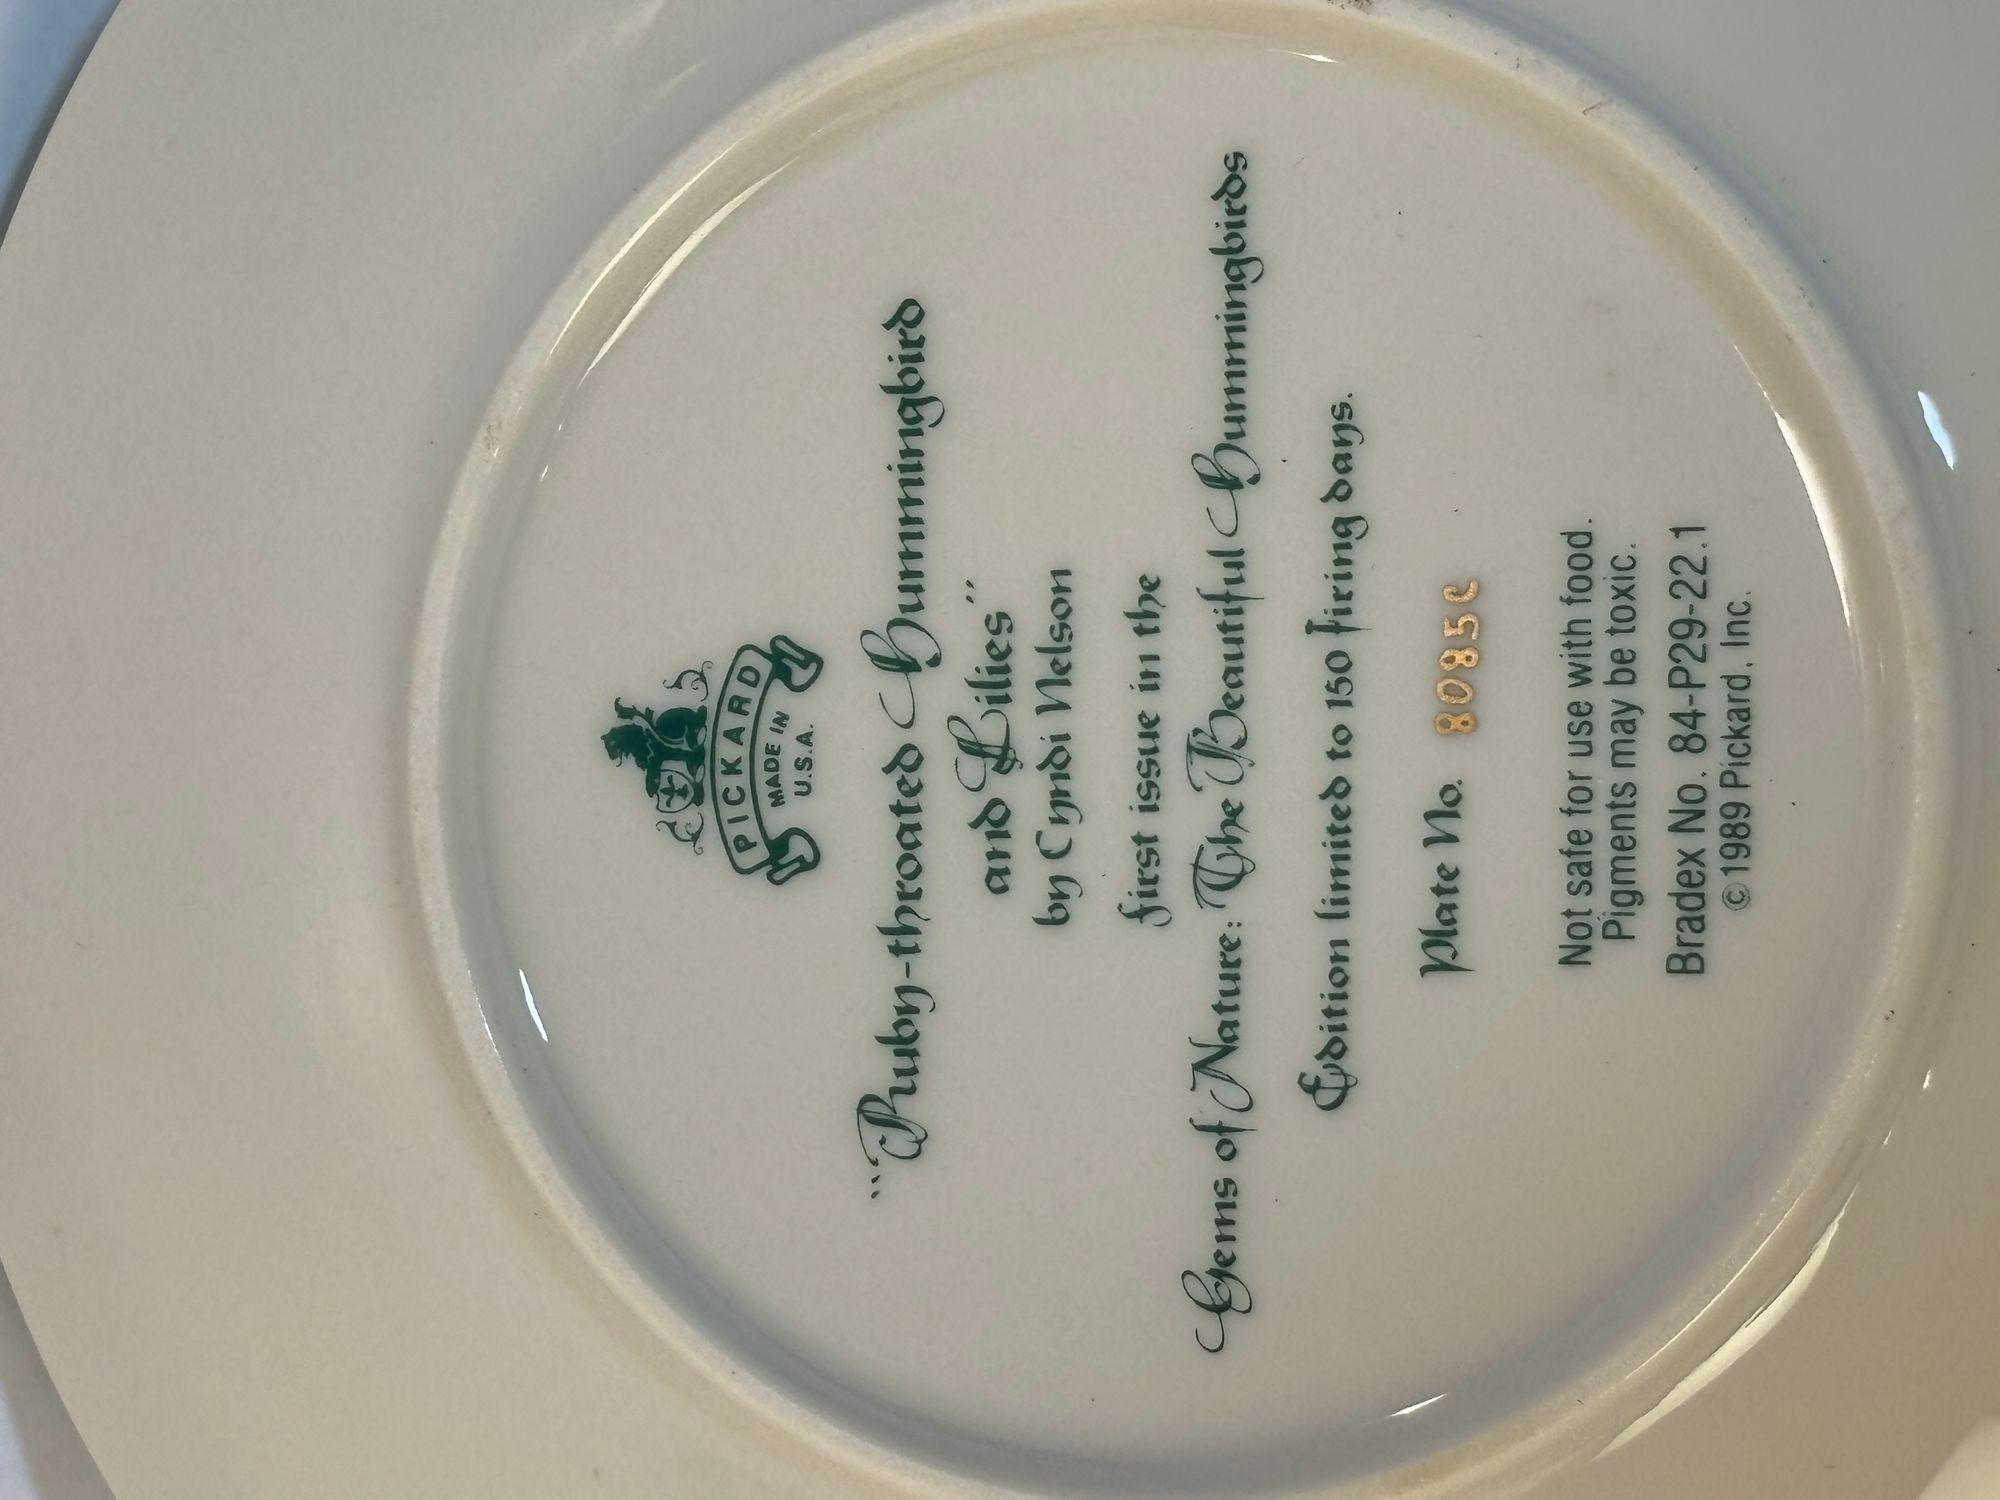 PICKARD
MADE IN
U.S.A.
"Ruby-throated Hummingbird
and Lilies"
by Cyndi Nelson
first issue in the
Gems of Nature: The Beautiful Hummingbirds
Edition limited to 150 firing days.
Plate No. 8085C
Not safe for use with food.
Pigments may be toxic.
Bradex No. 84-P29-22.1
© 1989 Pickard, Inc.